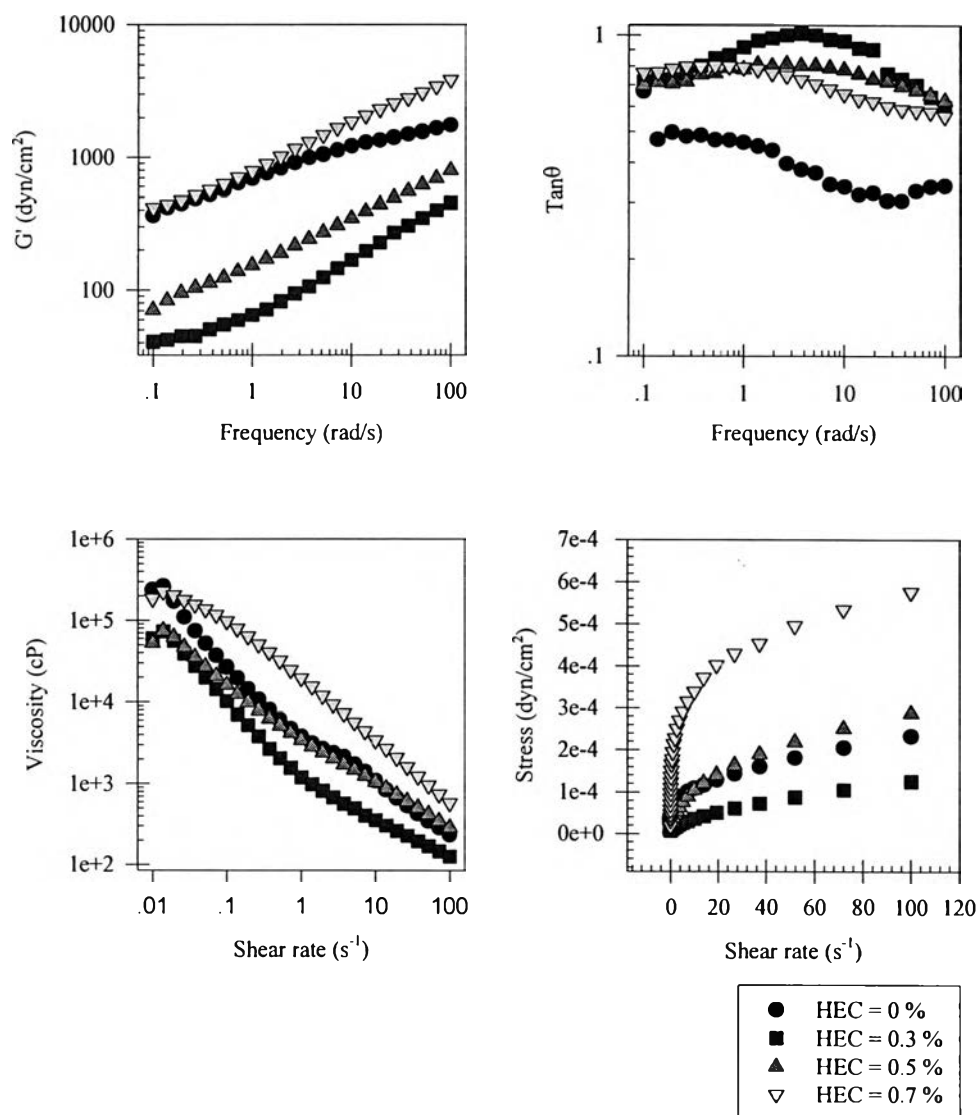 10000
1000
100
G' (dyn/cm²)
.1 1 10 100
Frequency (rad/s)
1
.1
Tanθ
.1 1 10 100
Frequency (rad/s)
1e+6
1e+5
1e+4
1e+3
1e+2
Viscosity (cP)
.01 0.1 1 10 100
Shear rate (s⁻¹)
7e-4
6e-4
5e-4
4e-4
3e-4
2e-4
1e-4
0e+0
Stress (dyn/cm²)
0 20 40 60 80 100 120
Shear rate (s⁻¹)
HEC = 0 %
HEC = 0.3 %
HEC = 0.5 %
HEC = 0.7 %